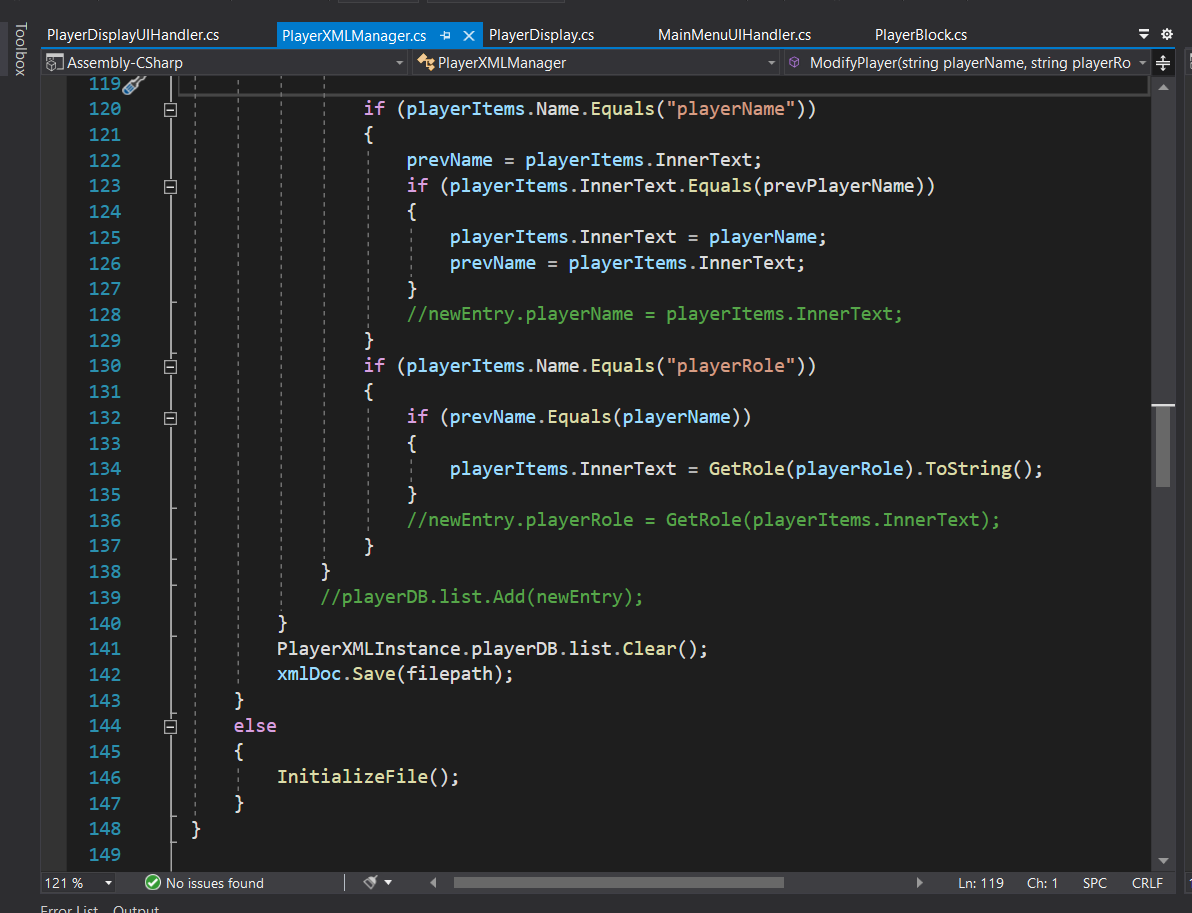 Toolbox
PlayerDisplayUIHandler.cs PlayerXMLManager.cs PlayerDisplay.cs MainMenuUIHandler.cs PlayerBlock.cs
Assembly-CSharp PlayerXMLManager ModifyPlayer(string playerName, string playerRo
119
120 if (playerItems.Name.Equals("playerName"))
121 {
122 prevName = playerItems.InnerText;
123 if (playerItems.InnerText.Equals(prevPlayerName))
124 {
125 playerItems.InnerText = playerName;
126 prevName = playerItems.InnerText;
127 }
128 //newEntry.playerName = playerItems.InnerText;
129 }
130 if (playerItems.Name.Equals("playerRole"))
131 {
132 if (prevName.Equals(playerName))
133 {
134 playerItems.InnerText = GetRole(playerRole).ToString();
135 }
136 //newEntry.playerRole = GetRole(playerItems.InnerText);
137 }
138 }
139 //playerDB.list.Add(newEntry);
140 }
141 PlayerXMLInstance.playerDB.list.Clear();
142 xmlDoc.Save(filepath);
143 }
144 else
145 {
146 InitializeFile();
147 }
148 }
149
121 % No issues found Ln: 119 Ch: 1 SPC CRLF
Error List Output